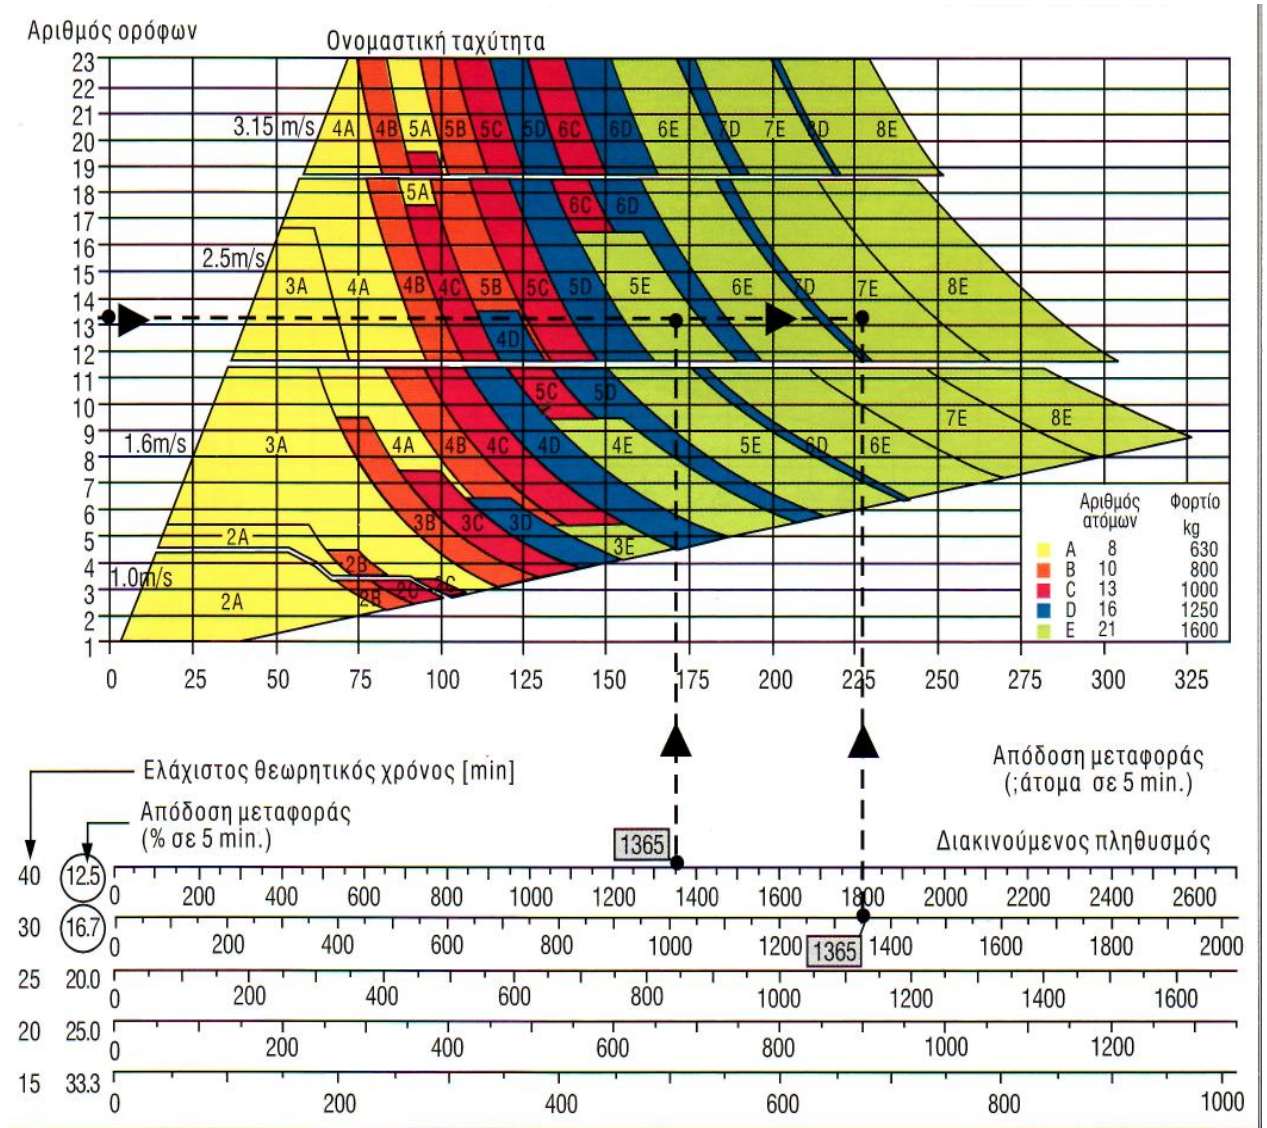 Αριθμός ορόφων
Ονομαστική ταχύτητα
23
22
21
20
19
18
17
16
15
14
13
12
11
10
9
8
7
6
5
4
3
2
1
3.15 m/s
4A 4B 5A 5B 5C 5D 6C 6D 6E 7D 7E 8D 8E
5A 6C 6D
2.5m/s
3A 4A 4B 4C 5B 5C 5D 5E 6E 7D 7E 8E
4D
5C 5D 7E 8E
1.6m/s
3A 4A 4B 4C 4D 4E 5E 6D 6E
2A 3B 3C 3D 3E
2B
1.0m/s
2A 2B 2C 2C
Αριθμός ατόμων Φορτίο kg
A 8 630
B 10 800
C 13 1000
D 16 1250
E 21 1600
0 25 50 75 100 125 150 175 200 225 250 275 300 325
Ελάχιστος θεωρητικός χρόνος [min]
Απόδοση μεταφοράς
(;άτομα σε 5 min.)
Απόδοση μεταφοράς
(% σε 5 min.)
1365
Διακινούμενος πληθυσμός
40 12.5 0 200 400 600 800 1000 1200 1400 1600 1800 2000 2200 2400 2600
30 16.7 0 200 400 600 800 1000 1200 1365 1400 1600 1800 2000
25 20.0 0 200 400 600 800 1000 1200 1400 1600
20 25.0 0 200 400 600 800 1000 1200
15 33.3 0 200 400 600 800 1000